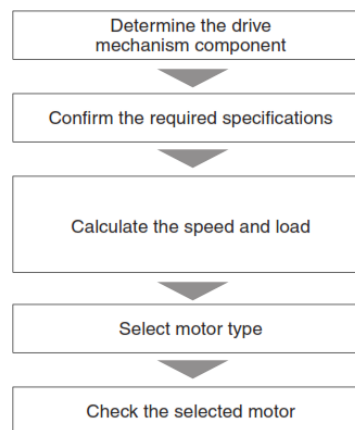 Determine the drive
mechanism component
Confirm the required specifications
Calculate the speed and load
Select motor type
Check the selected motor